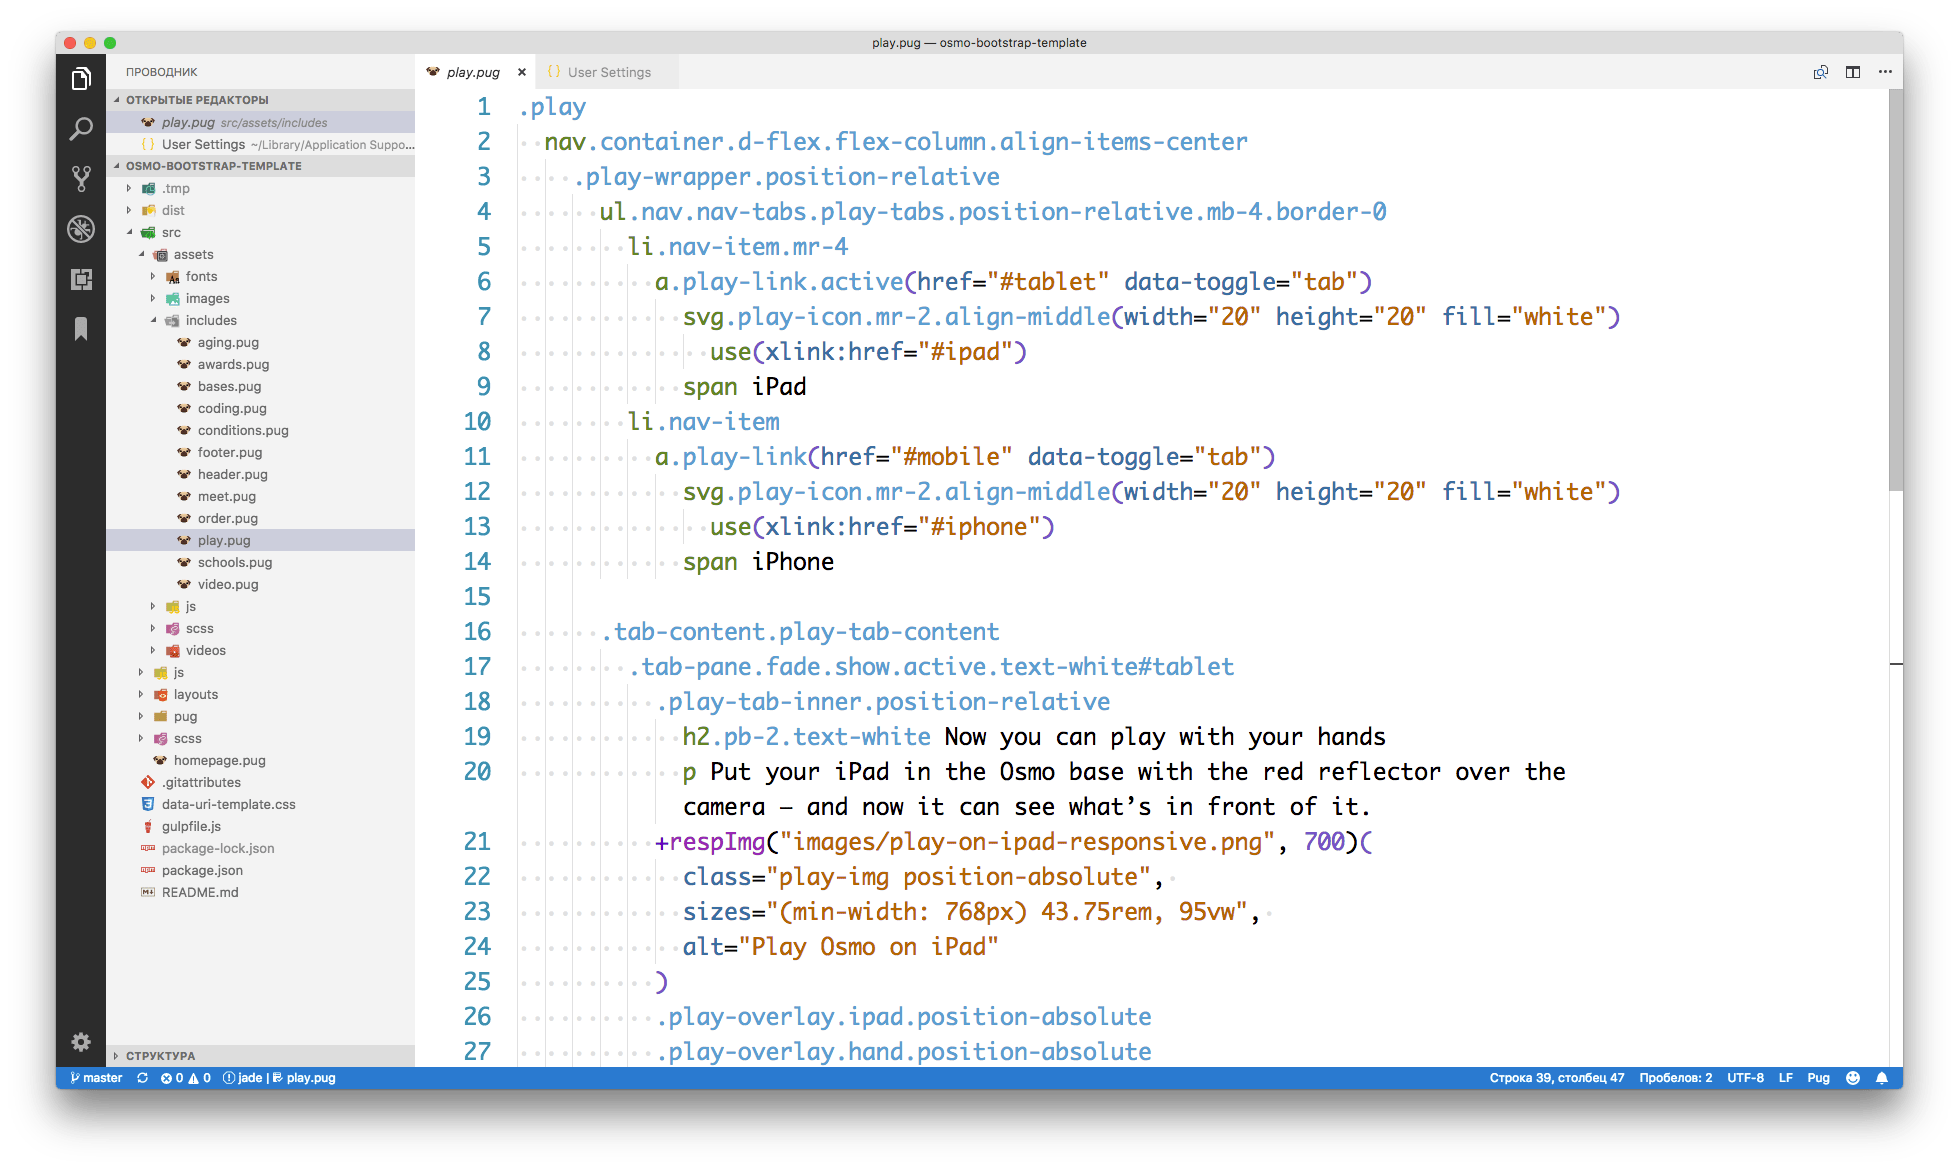 play.pug — osmo-bootstrap-template
ПРОВОДНИК
ОТКРЫТЫЕ РЕДАКТОРЫ
play.pug src/assets/includes
User Settings ~/Library/Application Suppo...
OSMO-BOOTSTRAP-TEMPLATE
.tmp
dist
src
assets
fonts
images
includes
aging.pug
awards.pug
bases.pug
coding.pug
conditions.pug
footer.pug
header.pug
meet.pug
order.pug
play.pug
schools.pug
video.pug
js
scss
videos
js
layouts
pug
scss
homepage.pug
.gitattributes
data-uri-template.css
gulpfile.js
package-lock.json
package.json
README.md
СТРУКТУРА
play.pug × {} User Settings
1 .play
2 nav.container.d-flex.flex-column.align-items-center
3 .play-wrapper.position-relative
4 ul.nav.nav-tabs.play-tabs.position-relative.mb-4.border-0
5 li.nav-item.mr-4
6 a.play-link.active(href="#tablet" data-toggle="tab")
7 svg.play-icon.mr-2.align-middle(width="20" height="20" fill="white")
8 use(xlink:href="#ipad")
9 span iPad
10 li.nav-item
11 a.play-link(href="#mobile" data-toggle="tab")
12 svg.play-icon.mr-2.align-middle(width="20" height="20" fill="white")
13 use(xlink:href="#iphone")
14 span iPhone
15
16 .tab-content.play-tab-content
17 .tab-pane.fade.show.active.text-white#tablet
18 .play-tab-inner.position-relative
19 h2.pb-2.text-white Now you can play with your hands
20 p Put your iPad in the Osmo base with the red reflector over the
camera — and now it can see what’s in front of it.
21 +respImg("images/play-on-ipad-responsive.png", 700)(
22 class="play-img position-absolute",
23 sizes="(min-width: 768px) 43.75rem, 95vw",
24 alt="Play Osmo on iPad"
25 )
26 .play-overlay.ipad.position-absolute
27 .play-overlay.hand.position-absolute
master 0 0 jade | play.pug Строка 39, столбец 47 Пробелов: 2 UTF-8 LF Pug